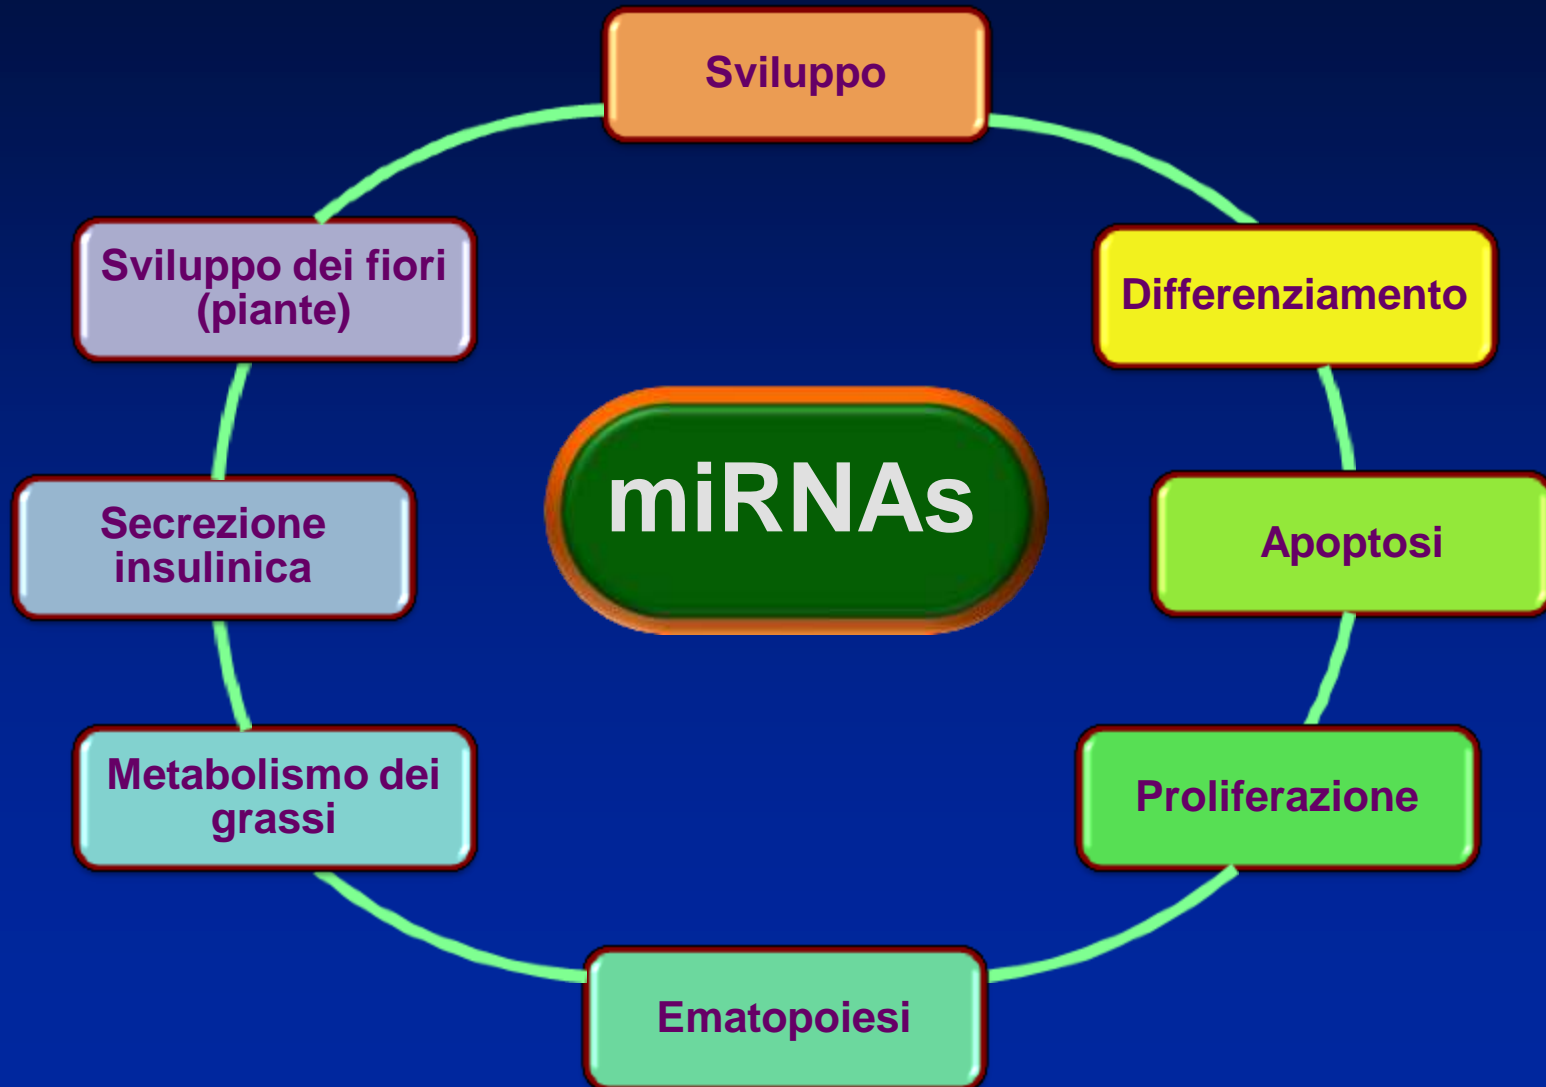 Sviluppo
Sviluppo dei fiori
(piante)
Differenziamento
miRNAs
Secrezione
insulinica
Apoptosi
Metabolismo dei
grassi
Proliferazione
Ematopoiesi